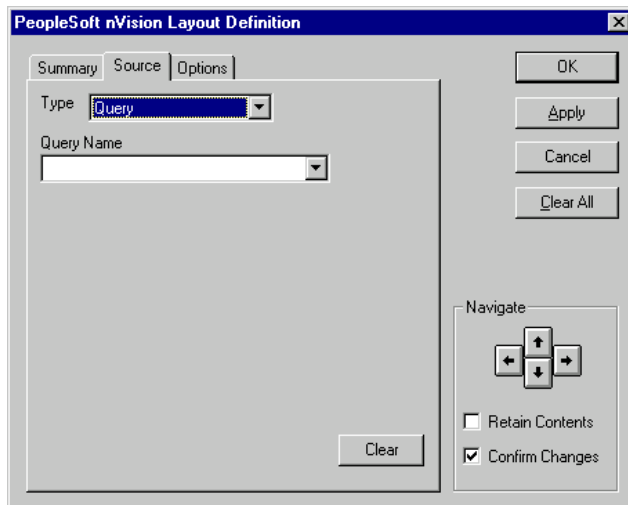 PeopleSoft nVision Layout Definition
Summary Source Options
Type Query
Query Name
Clear
OK
Apply
Cancel
Clear All
Navigate
Retain Contents
Confirm Changes